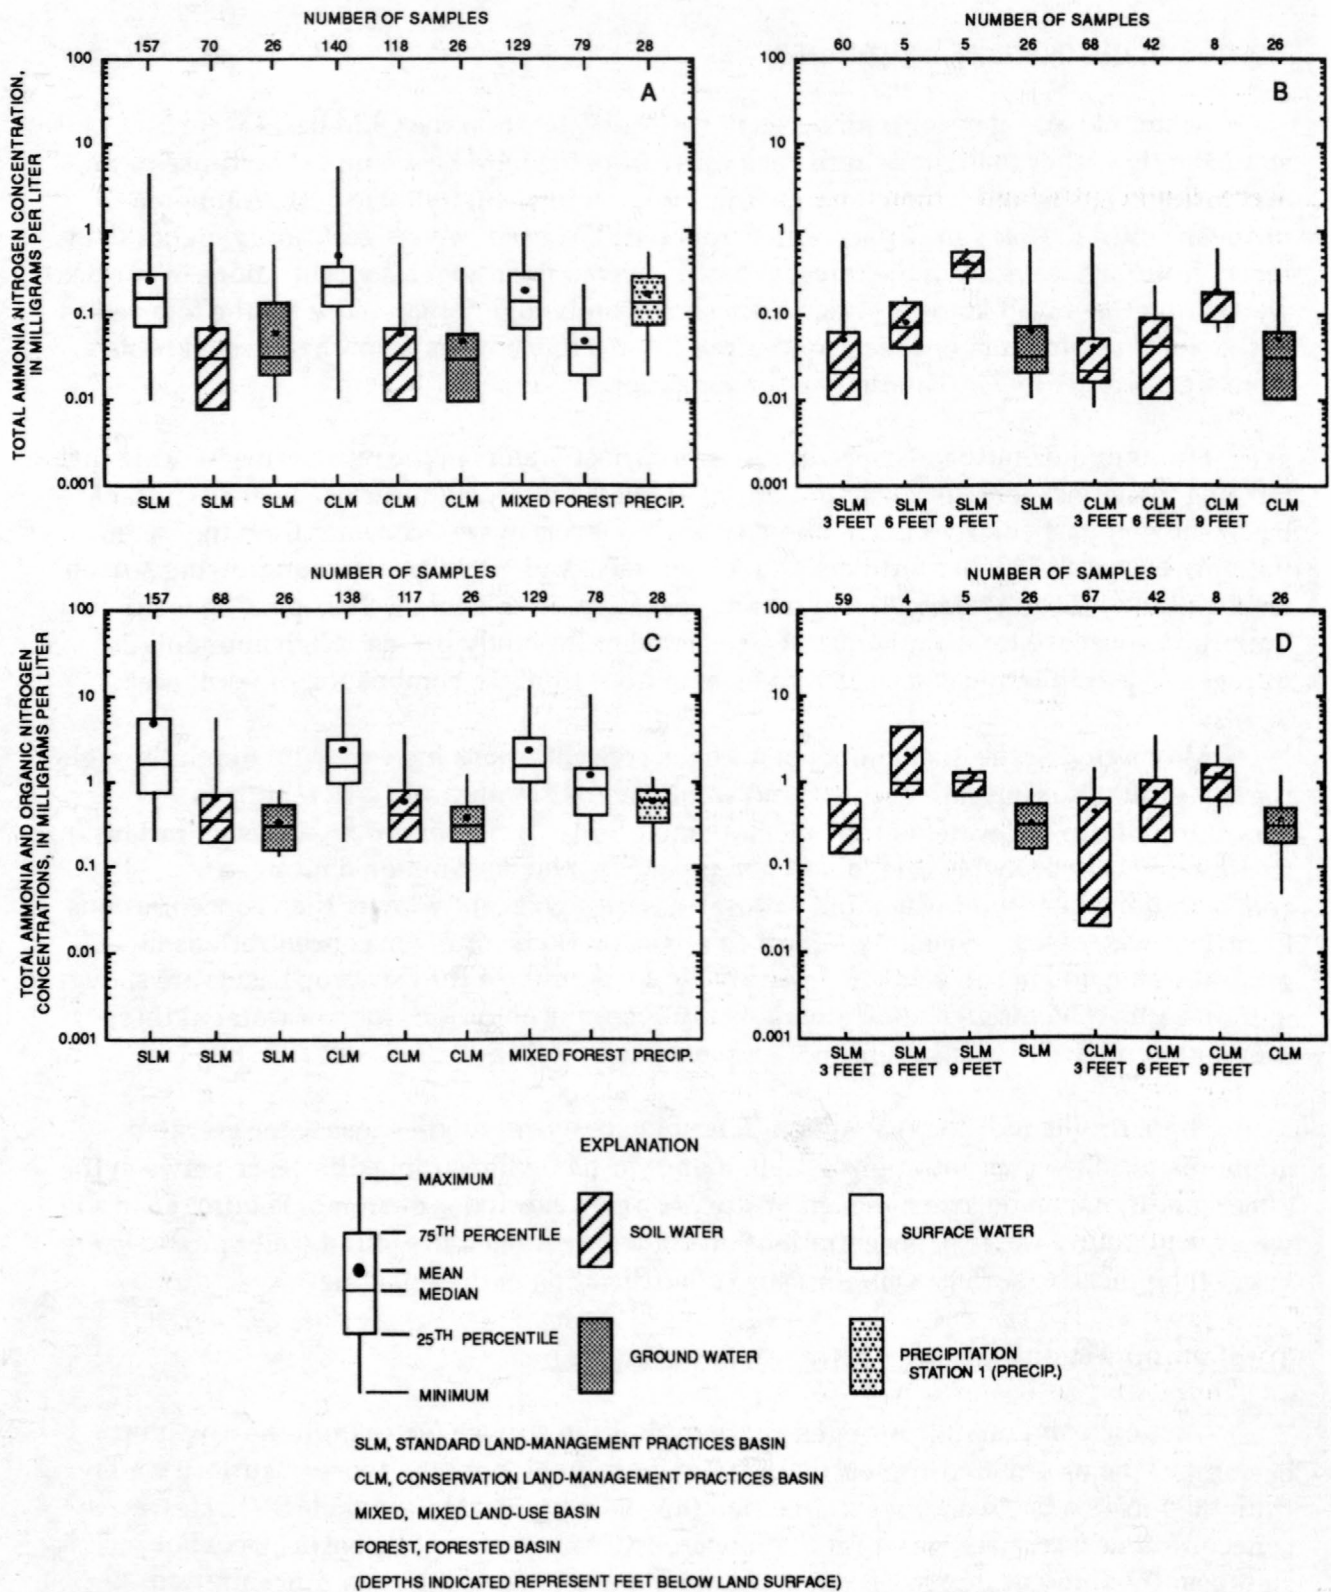 NUMBER OF SAMPLES
157 70 26 140 118 26 129 79 28
A
TOTAL AMMONIA NITROGEN CONCENTRATION,
IN MILLIGRAMS PER LITER
100
10
1
0.1
0.01
0.001
SLM SLM SLM CLM CLM CLM MIXED FOREST PRECIP.
NUMBER OF SAMPLES
60 5 5 26 68 42 8 26
B
100
10
1
0.10
0.01
0.001
SLM SLM SLM SLM CLM CLM CLM CLM
3 FEET 6 FEET 9 FEET 3 FEET 6 FEET 9 FEET
NUMBER OF SAMPLES
157 68 26 138 117 26 129 78 28
C
TOTAL AMMONIA AND ORGANIC NITROGEN
CONCENTRATIONS, IN MILLIGRAMS PER LITER
100
10
1
0.1
0.01
0.001
SLM SLM SLM CLM CLM CLM MIXED FOREST PRECIP.
NUMBER OF SAMPLES
59 4 5 26 67 42 8 26
D
100
10
1
0.1
0.01
0.001
SLM SLM SLM SLM CLM CLM CLM CLM
3 FEET 6 FEET 9 FEET 3 FEET 6 FEET 9 FEET
EXPLANATION
MAXIMUM
75TH PERCENTILE
MEAN
MEDIAN
25TH PERCENTILE
MINIMUM
SOIL WATER
SURFACE WATER
GROUND WATER
PRECIPITATION
STATION 1 (PRECIP.)
SLM, STANDARD LAND-MANAGEMENT PRACTICES BASIN
CLM, CONSERVATION LAND-MANAGEMENT PRACTICES BASIN
MIXED, MIXED LAND-USE BASIN
FOREST, FORESTED BASIN
(DEPTHS INDICATED REPRESENT FEET BELOW LAND SURFACE)